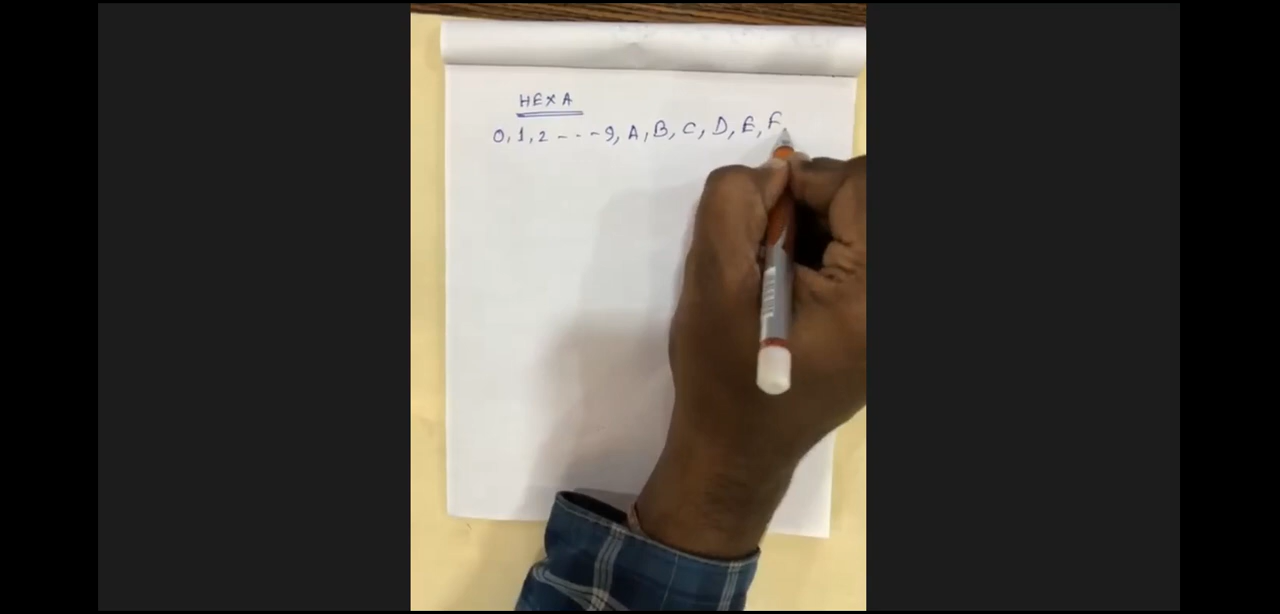 HEXA
0, 1, 2 - - - 9, A, B, C, D, E, F